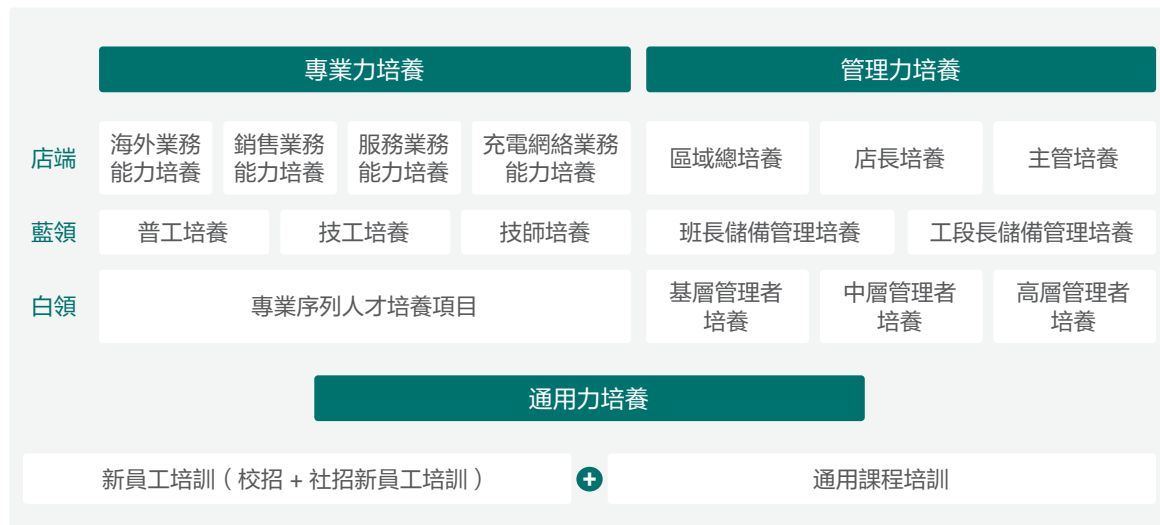 專業力培養
管理力培養
店端
海外業務
能力培養
銷售業務
能力培養
服務業務
能力培養
充電網絡業務
能力培養
區域總培養
店長培養
主管培養
藍領
普工培養
技工培養
技師培養
班長儲備管理培養
工段長儲備管理培養
白領
專業序列人才培養項目
基層管理者
培養
中層管理者
培養
高層管理者
培養
通用力培養
新員工培訓（校招 + 社招新員工培訓）
+
通用課程培訓